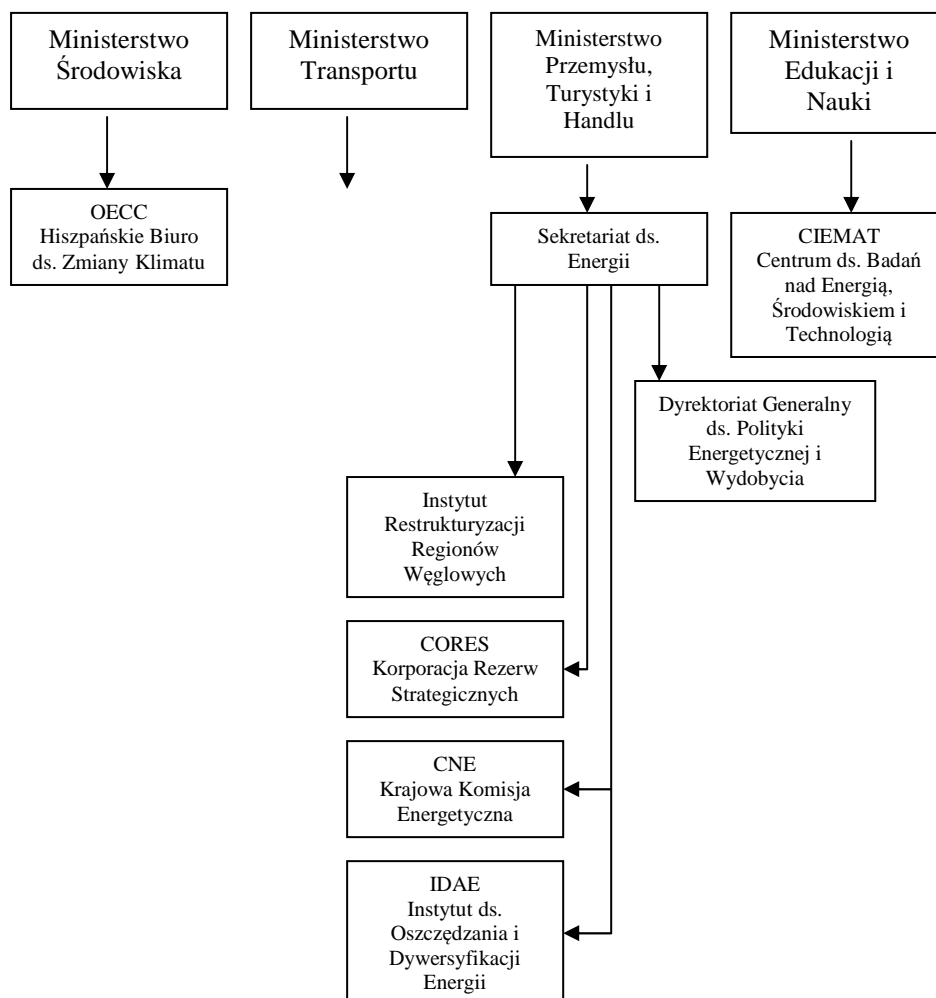 Ministerstwo
Środowiska
Ministerstwo
Transportu
Ministerstwo
Przemysłu,
Turystyki i
Handlu
Ministerstwo
Edukacji i
Nauki
OECC
Hiszpańskie Biuro
ds. Zmiany Klimatu
Sekretariat ds.
Energii
CIEMAT
Centrum ds. Badań
nad Energią,
Środowiskiem i
Technologią
Dyrektoriat Generalny
ds. Polityki
Energetycznej i
Wydobycia
Instytut
Restrukturyzacji
Regionów
Węglowych
CORES
Korporacja Rezerw
Strategicznych
CNE
Krajowa Komisja
Energetyczna
IDAE
Instytut ds.
Oszczędzania i
Dywersyfikacji
Energii